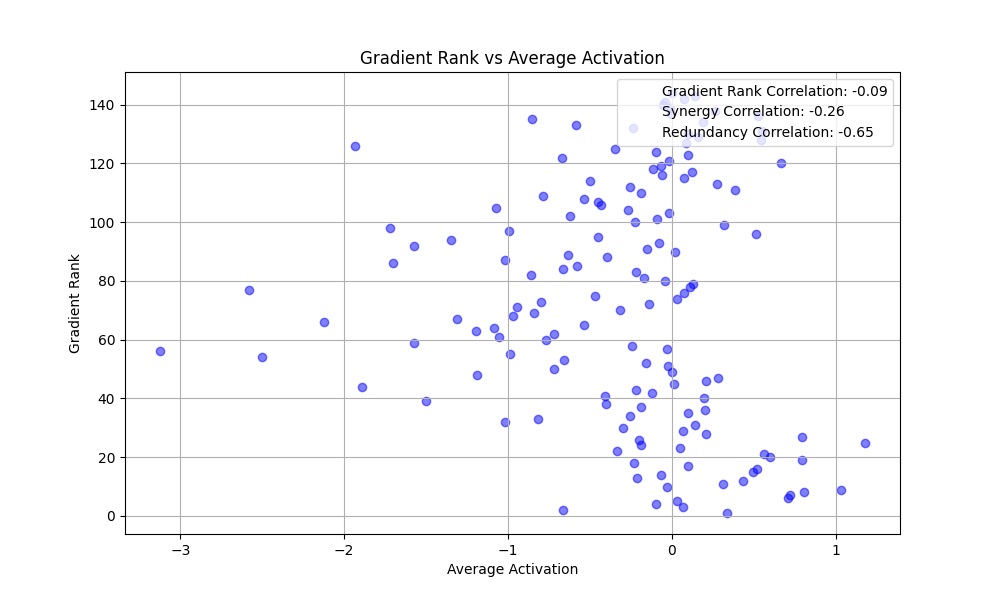 Gradient Rank vs Average Activation
Gradient Rank Correlation: -0.09
Synergy Correlation: -0.26
Redundancy Correlation: -0.65
Gradient Rank
140
120
100
80
60
40
20
0
−3
−2
−1
0
1
Average Activation